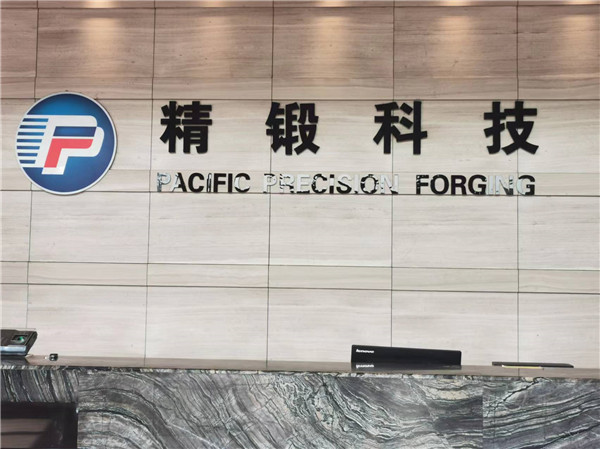 精锻科技
PACIFIC PRECISION FORGING
lenovo